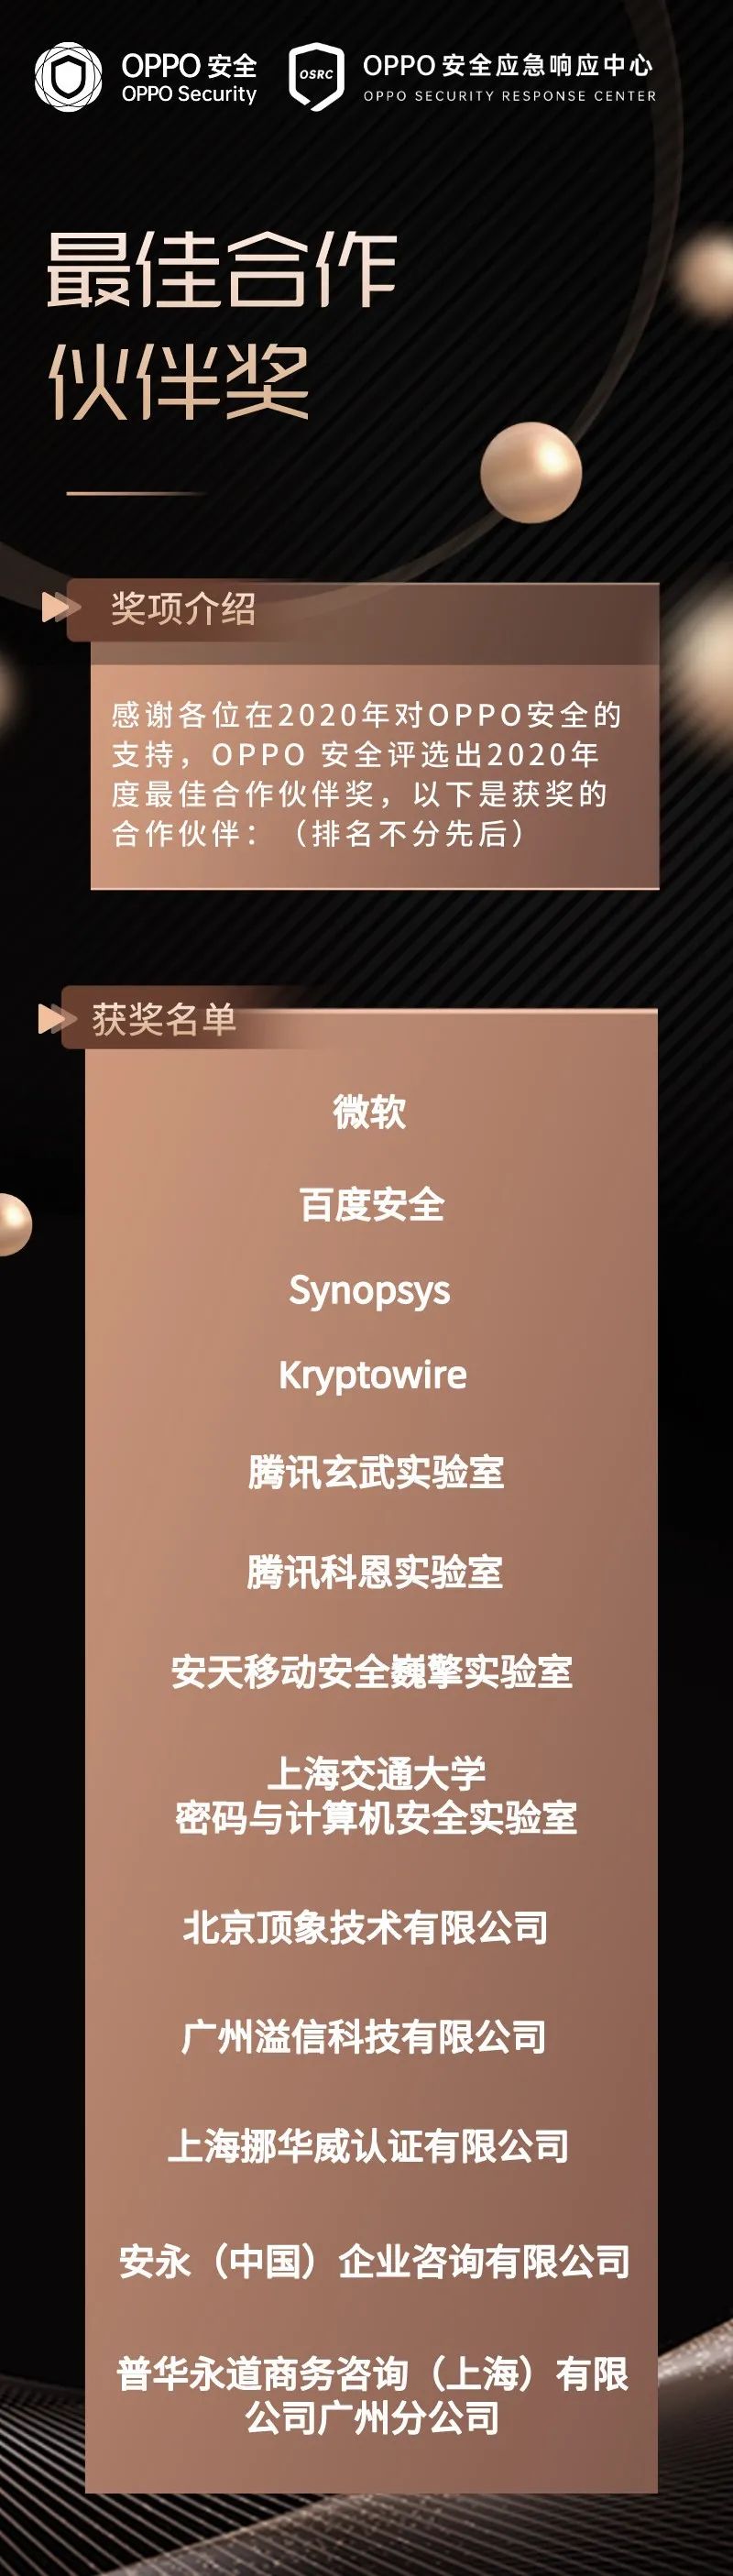 OPPO 安全
OPPO Security
OSRC
OPPO 安全应急响应中心
OPPO SECURITY RESPONSE CENTER
最佳合作
伙伴奖
奖项介绍
感谢各位在2020年对OPPO安全的
支持，OPPO 安全评选出2020年
度最佳合作伙伴奖，以下是获奖的
合作伙伴：（排名不分先后）
获奖名单
微软
百度安全
Synopsys
Kryptowire
腾讯玄武实验室
腾讯科恩实验室
安天移动安全巍擎实验室
上海交通大学
密码与计算机安全实验室
北京顶象技术有限公司
广州溢信科技有限公司
上海挪华威认证有限公司
安永（中国）企业咨询有限公司
普华永道商务咨询（上海）有限
公司广州分公司